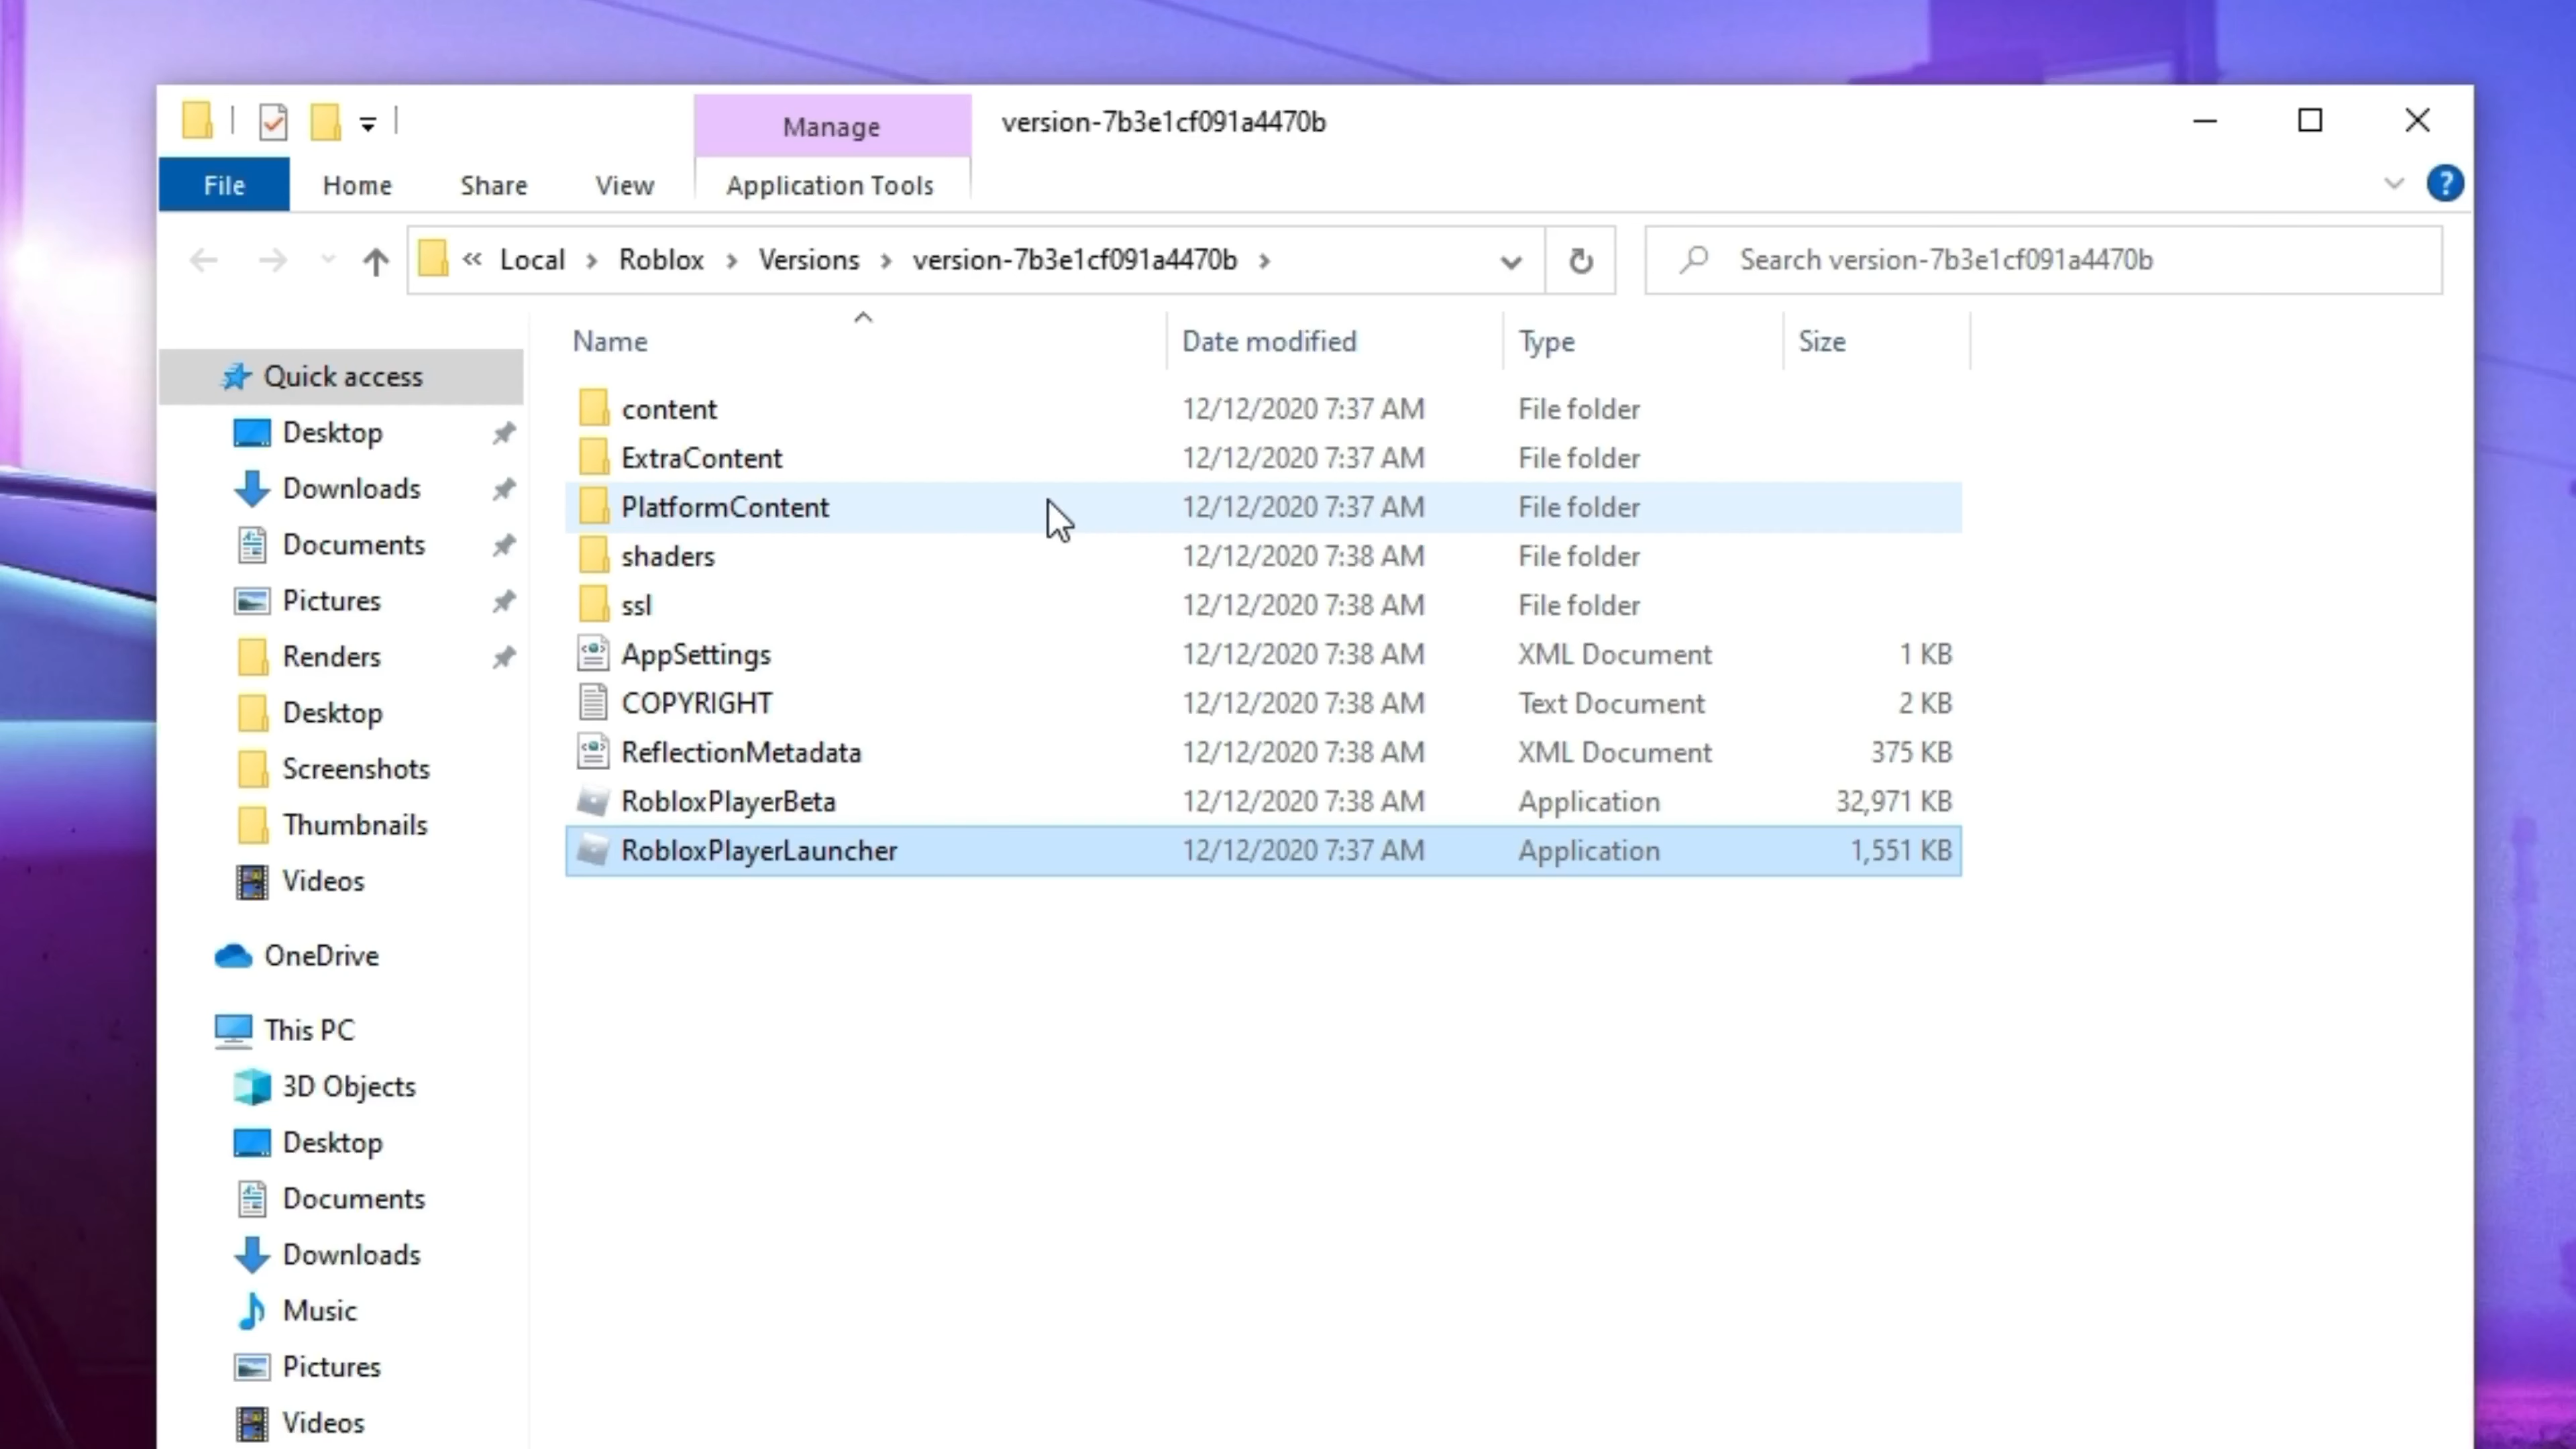 Manage
version-7b3e1cf091a4470b
File
Home
Share
View
Application Tools
?
« Local › Roblox › Versions › version-7b3e1cf091a4470b ›
Search version-7b3e1cf091a4470b
Name
Date modified
Type
Size
Quick access
Desktop
Downloads
Documents
Pictures
Renders
Desktop
Screenshots
Thumbnails
Videos
OneDrive
This PC
3D Objects
Desktop
Documents
Downloads
Music
Pictures
Videos
content 12/12/2020 7:37 AM File folder
ExtraContent 12/12/2020 7:37 AM File folder
PlatformContent 12/12/2020 7:37 AM File folder
shaders 12/12/2020 7:38 AM File folder
ssl 12/12/2020 7:38 AM File folder
AppSettings 12/12/2020 7:38 AM XML Document 1 KB
COPYRIGHT 12/12/2020 7:38 AM Text Document 2 KB
ReflectionMetadata 12/12/2020 7:38 AM XML Document 375 KB
RobloxPlayerBeta 12/12/2020 7:38 AM Application 32,971 KB
RobloxPlayerLauncher 12/12/2020 7:37 AM Application 1,551 KB